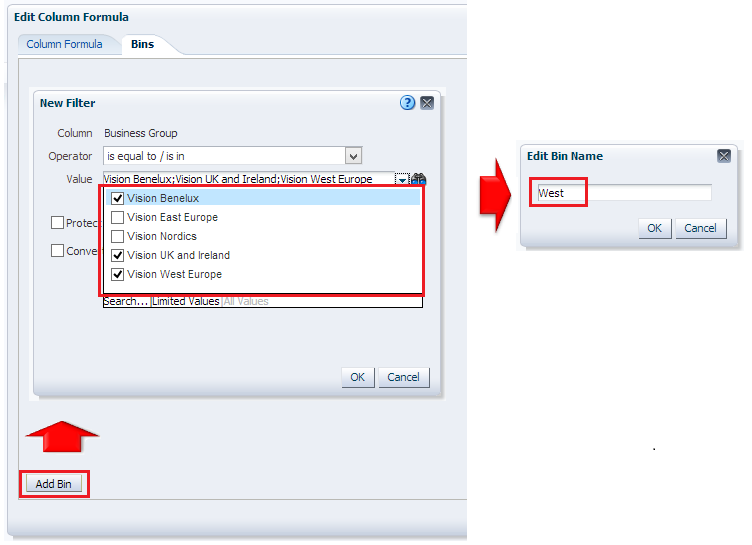 Edit Column Formula
Column Formula Bins
New Filter
Column Business Group
Operator is equal to / is in
Value Vision Benelux;Vision UK and Ireland;Vision West Europe
Vision Benelux
Vision East Europe
Vision Nordics
Vision UK and Ireland
Vision West Europe
Protec
Conver
Search... |Limited Values|All Values
OK Cancel
Add Bin
Edit Bin Name
West
OK Cancel
.